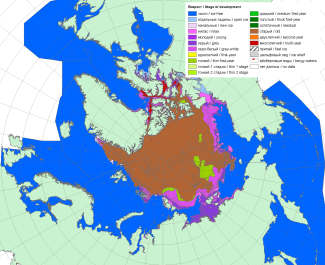 Возраст / Stage of development
чисто / ice free
отдельные льдины / open water
начальные / new ice
нилас / nilas
молодой / young
серый / grey
серо-белый / grey-white
однолетний / first-year
тонкий / thin first-year
тонкий 1 стадии / thin 1 stage
тонкий 2 стадии / thin 2 stage
средний / medium first-year
толстый / thick first-year
остаточный / residual
старый / old
двухлетний / second-year
многолетний / multi-year
припай / fast ice
шельфовый лед / ice shelf
айсберговые воды / bergy waters
нет данных / no data